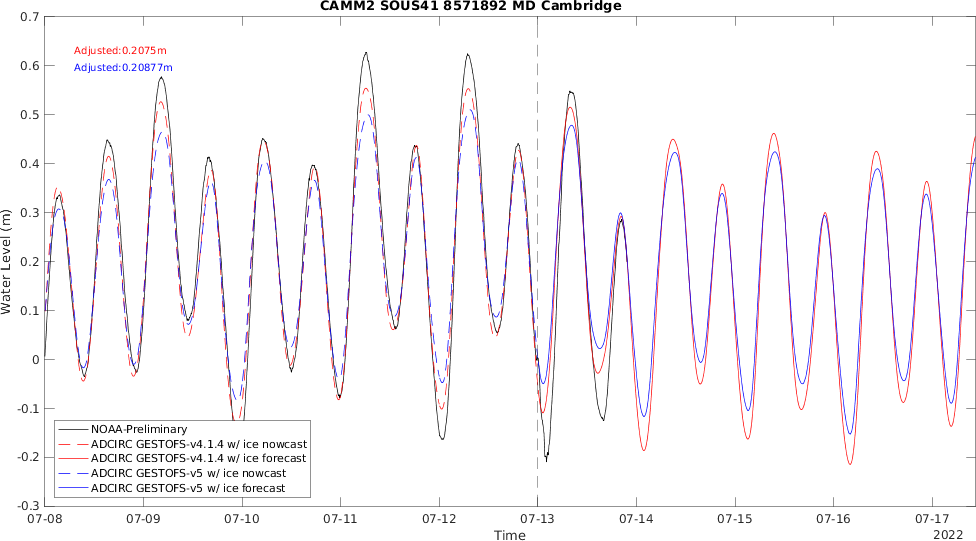 CAMM2 SOUS41 8571892 MD Cambridge
0.7
0.6
0.5
0.4
0.3
0.2
0.1
0
-0.1
-0.2
-0.3
Water Level (m)
Adjusted:0.2075m
Adjusted:0.20877m
NOAA-Preliminary
ADCIRC GESTOFS-v4.1.4 w/ ice nowcast
ADCIRC GESTOFS-v4.1.4 w/ ice forecast
ADCIRC GESTOFS-v5 w/ ice nowcast
ADCIRC GESTOFS-v5 w/ ice forecast
07-08 07-09 07-10 07-11 07-12 07-13 07-14 07-15 07-16 07-17
Time
2022